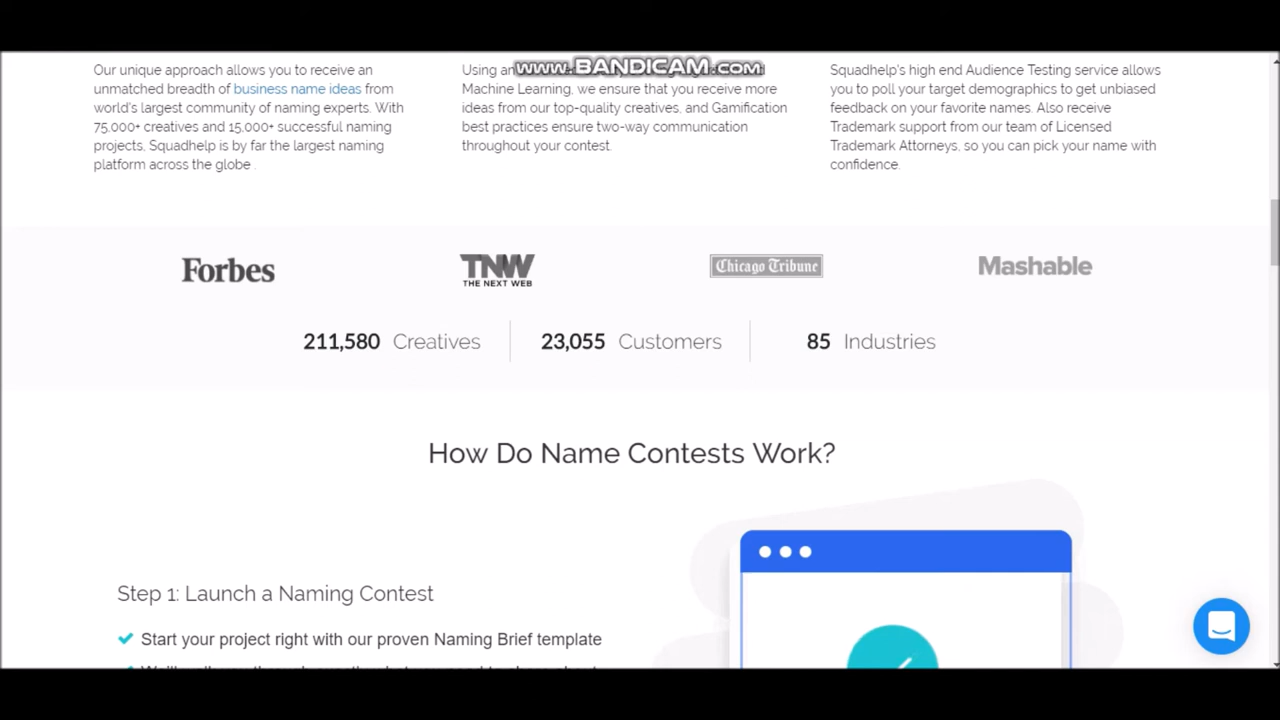 www.BANDICAM.com
Our unique approach allows you to receive an
unmatched breadth of business name ideas from
world's largest community of naming experts. With
75,000+ creatives and 15,000+ successful naming
projects, Squadhelp is by far the largest naming
platform across the globe .
Using an
Machine Learning, we ensure that you receive more
ideas from our top-quality creatives, and Gamification
best practices ensure two-way communication
throughout your contest.
Squadhelp's high end Audience Testing service allows
you to poll your target demographics to get unbiased
feedback on your favorite names. Also receive
Trademark support from our team of Licensed
Trademark Attorneys, so you can pick your name with
confidence.
Forbes
TNW
THE NEXT WEB
Chicago Tribune
Mashable
211,580 Creatives
23,055 Customers
85 Industries
How Do Name Contests Work?
Step 1: Launch a Naming Contest
Start your project right with our proven Naming Brief template